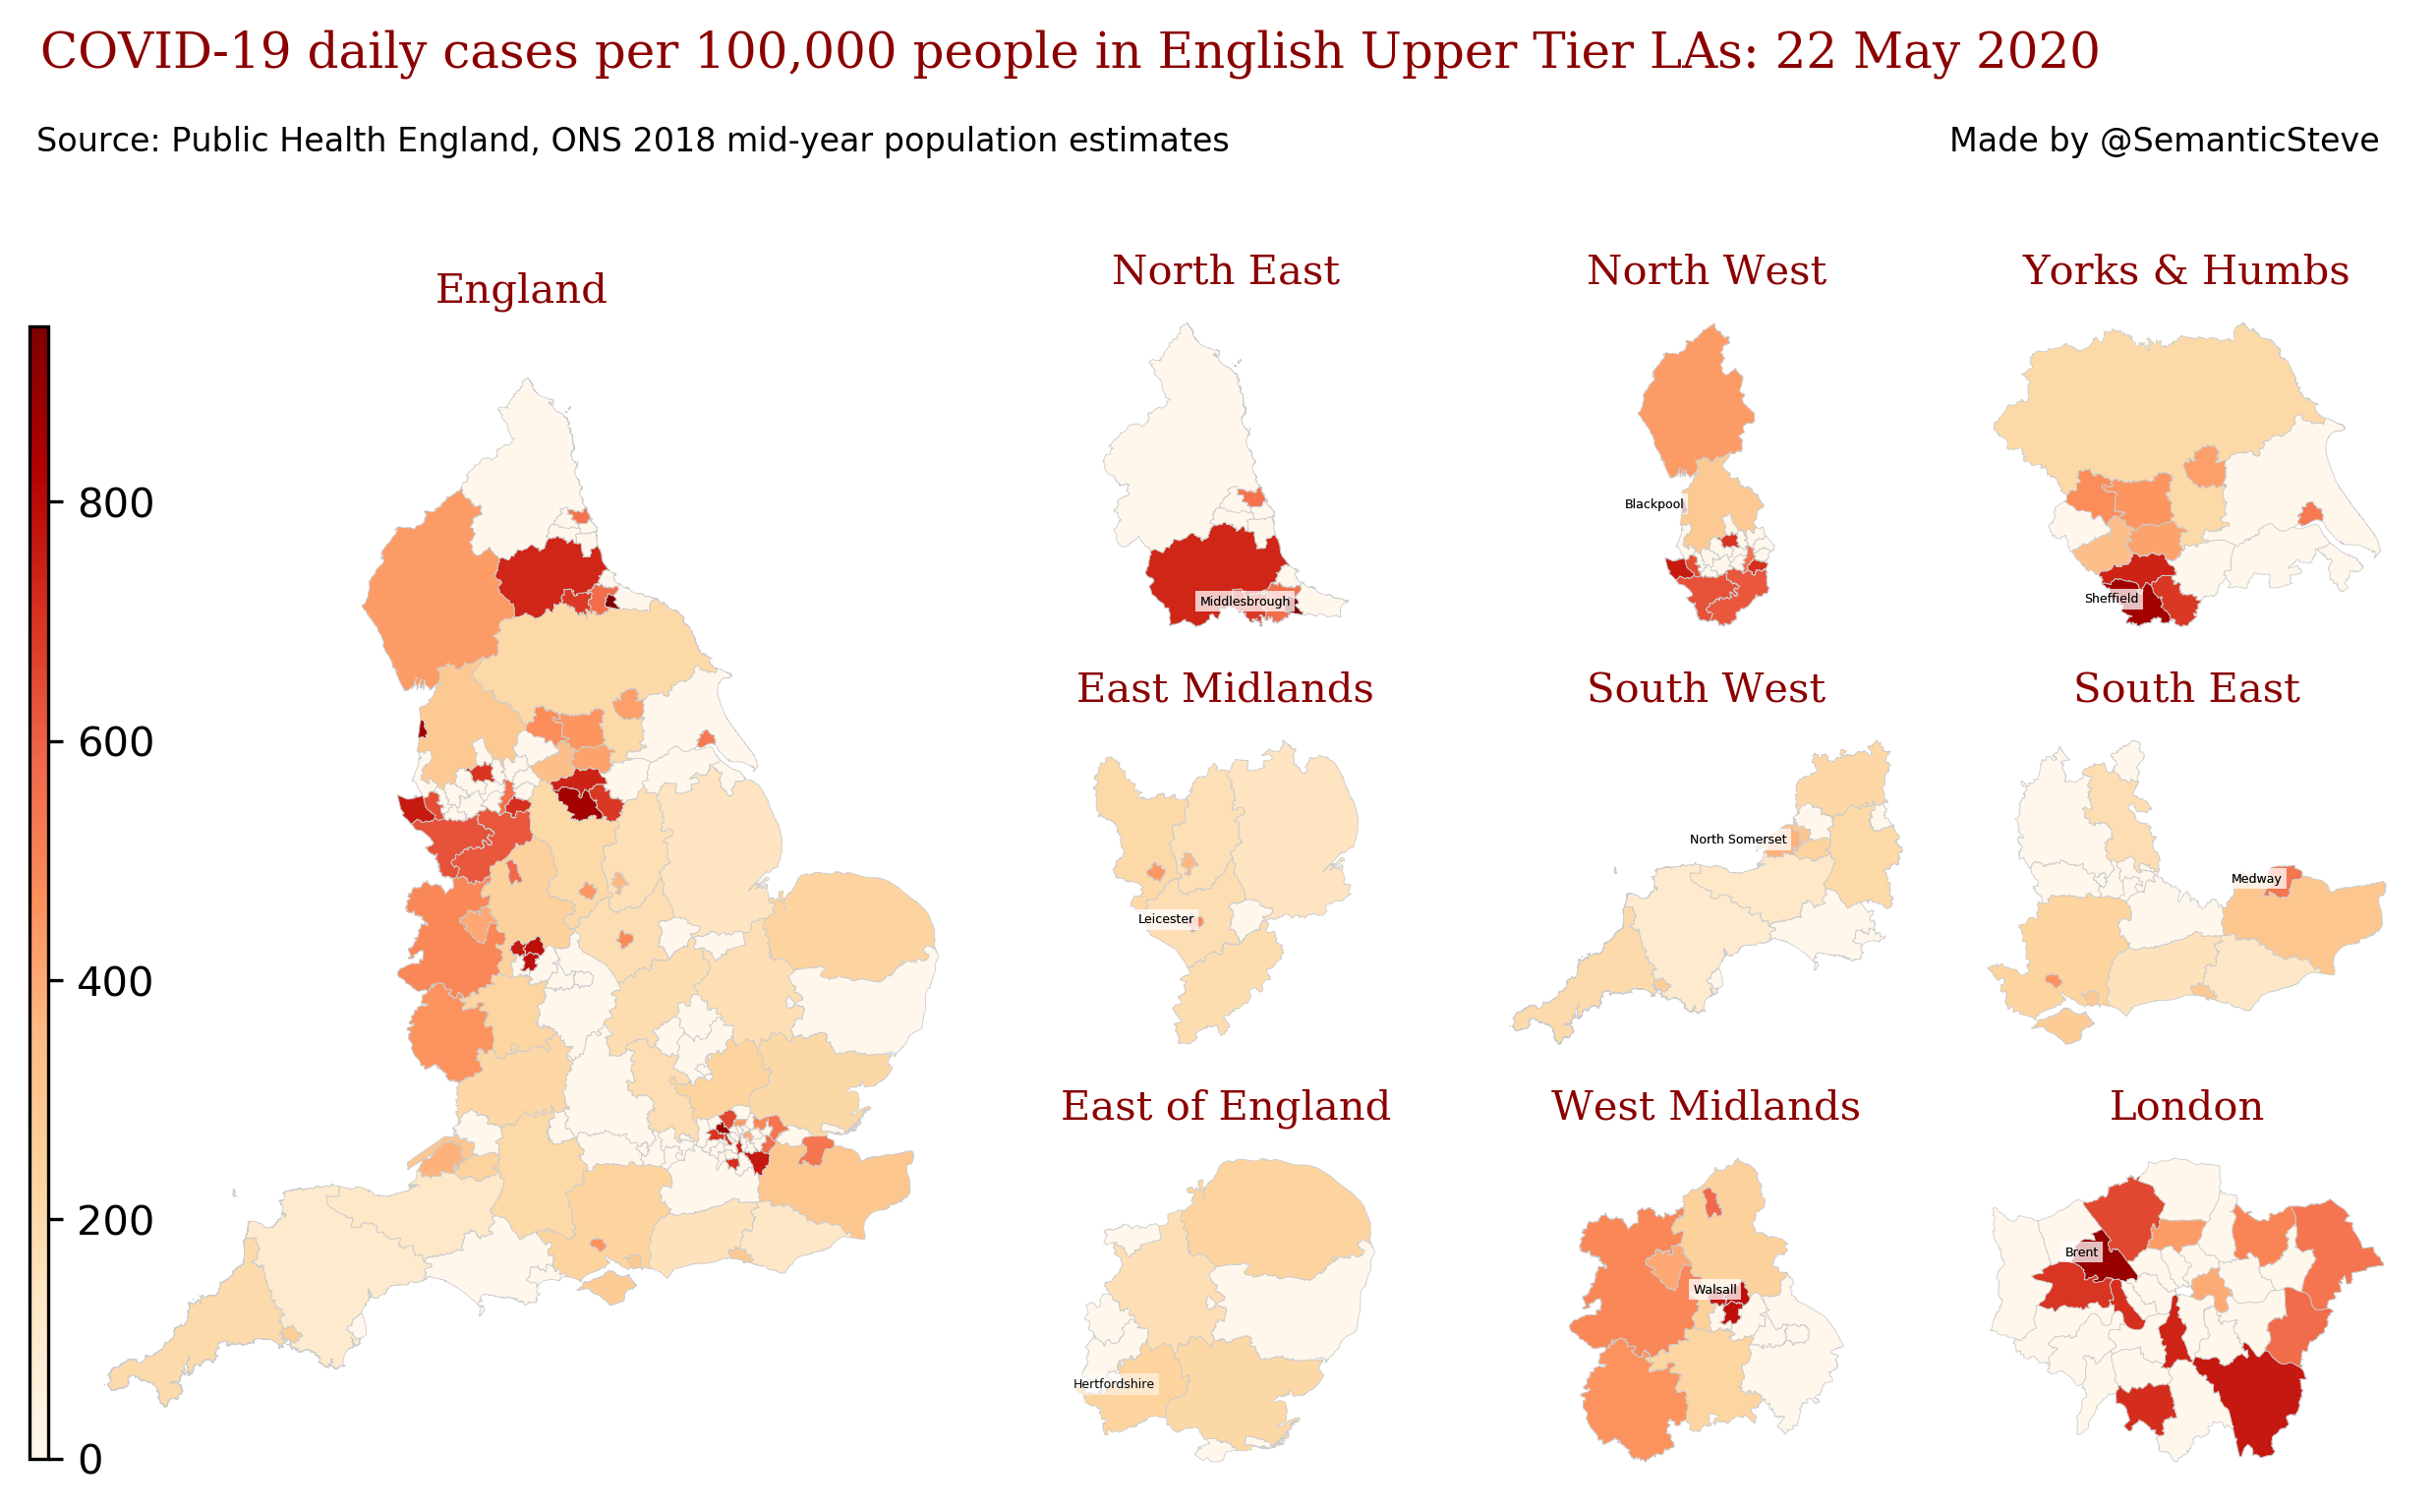 COVID-19 daily cases per 100,000 people in English Upper Tier LAs: 22 May 2020
Source: Public Health England, ONS 2018 mid-year population estimates
Made by @SemanticSteve
England
800
600
400
200
0
North East
Middlesbrough
North West
Blackpool
Yorks & Humbs
Sheffield
East Midlands
Leicester
South West
North Somerset
South East
Medway
East of England
Hertfordshire
West Midlands
Walsall
London
Brent